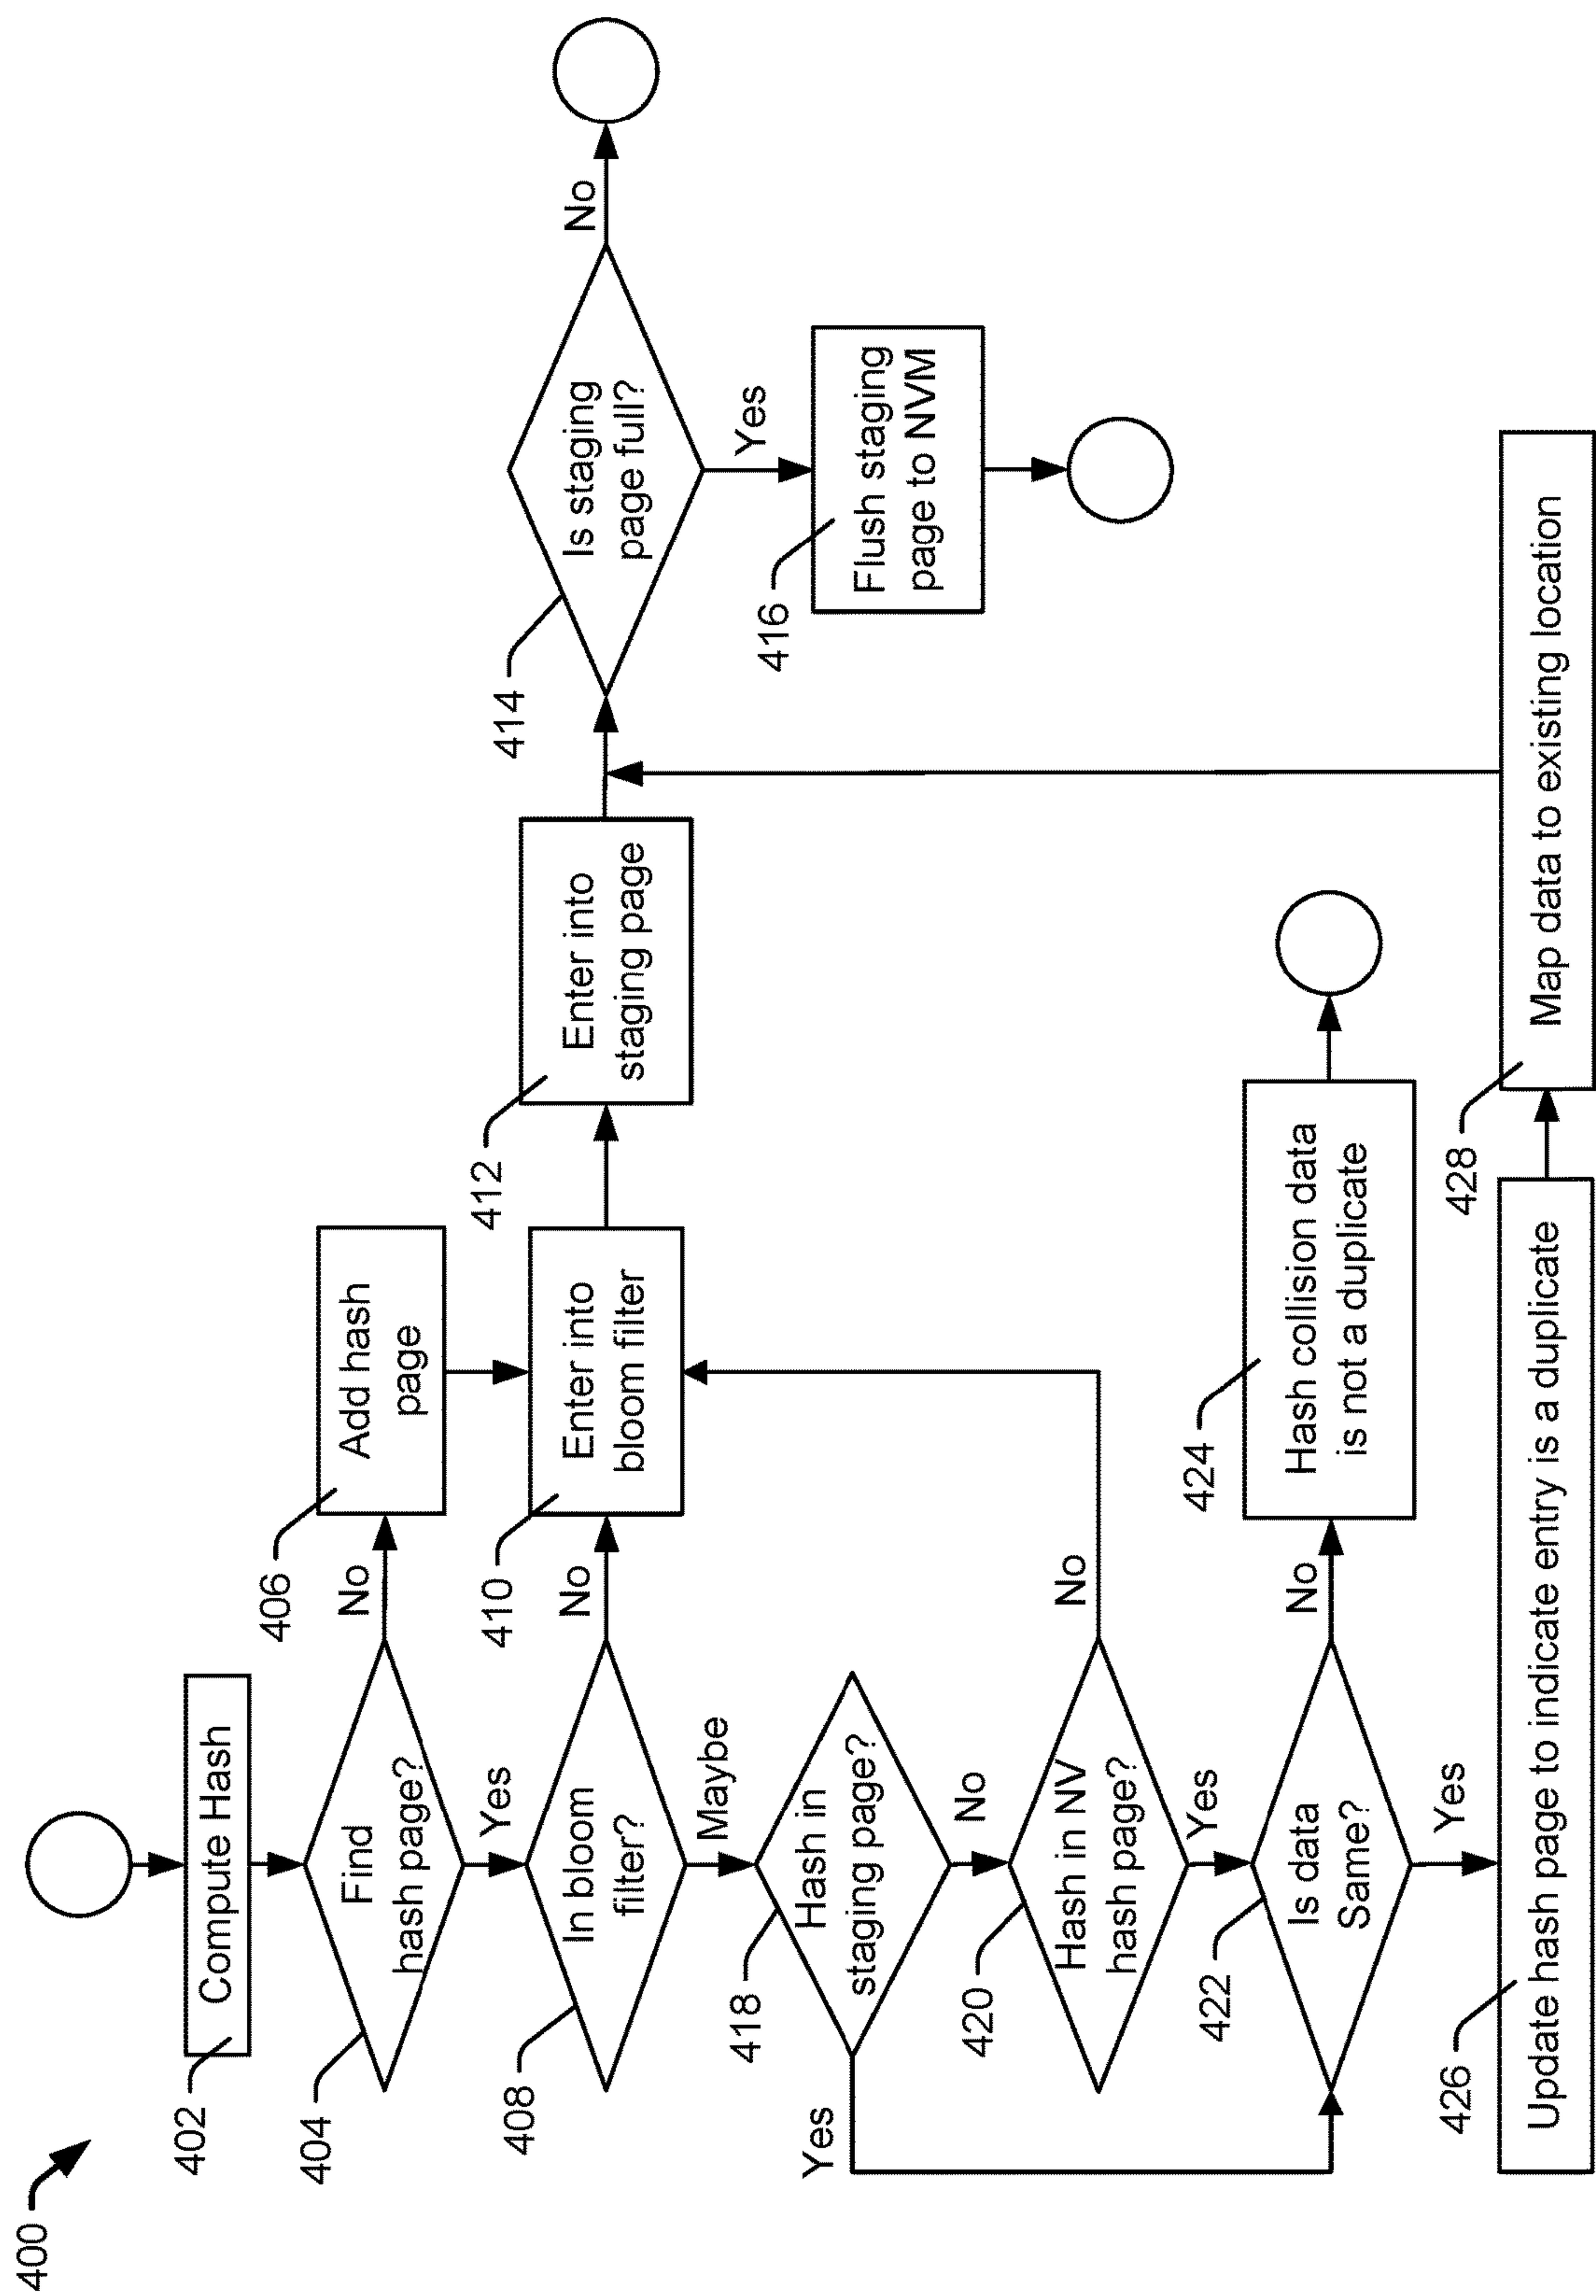 400
402
Compute Hash
404
Find
hash page?
No
406
Add hash
page
Yes
408
In bloom
filter?
No
410
Enter into
bloom filter
412
Enter into
staging page
414
Is staging
page full?
No
Yes
416
Flush staging
page to NVM
Maybe
418
Hash in
staging page?
Yes
No
420
Hash in NV
hash page?
No
Yes
422
Is data
Same?
No
424
Hash collision data
is not a duplicate
Yes
426
Update hash page to indicate entry is a duplicate
428
Map data to existing location